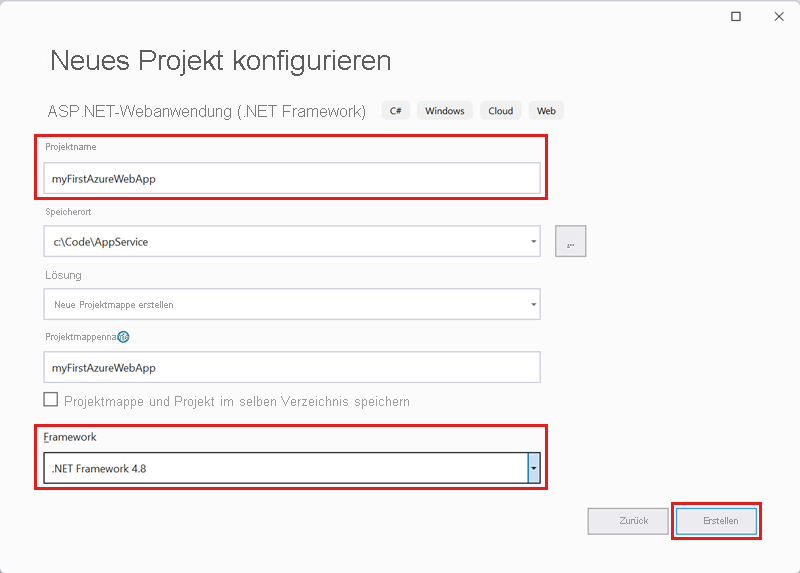 Neues Projekt konfigurieren
ASP.NET-Webanwendung (.NET Framework) C# Windows Cloud Web
Projektname
myFirstAzureWebApp
Speicherort
c:\Code\AppService ...
Lösung
Neue Projektmappe erstellen
myFirstAzureWebApp
Projektmappe und Projekt im selben Verzeichnis speichern
Framework
.NET Framework 4.8
Zurück Erstellen